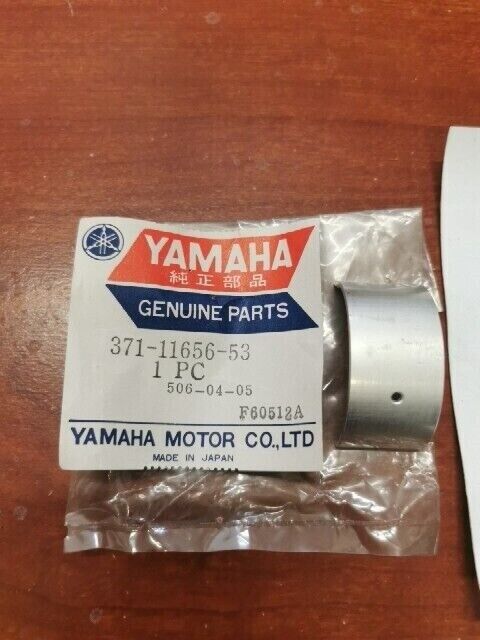 YAMAHA
純正部品
GENUINE PARTS
371-11656-53
1 PC
506-04-05
F60512A
YAMAHA MOTOR CO.,LTD
MADE IN JAPAN